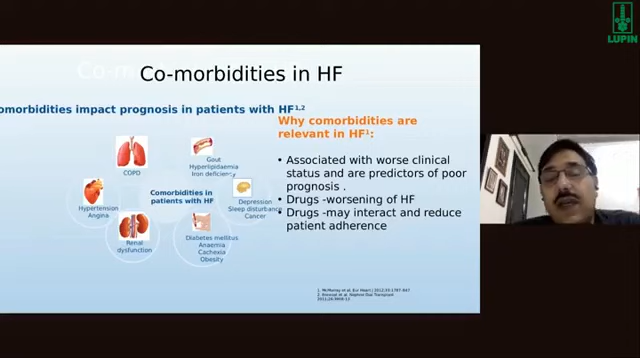 LUPIN
Co-morbidities in HF
omorbidities impact prognosis in patients with HF1,2
Why comorbidities are
relevant in HF1:
• Associated with worse clinical
status and are predictors of poor
prognosis .
• Drugs -worsening of HF
• Drugs -may interact and reduce
patient adherence
COPD
Gout
Hyperlipidaemia
Iron deficiency
Hypertension
Angina
Comorbidities in
patients with HF
Depression
Sleep disturbance
Cancer
Renal
dysfunction
Diabetes mellitus
Anaemia
Cachexia
Obesity